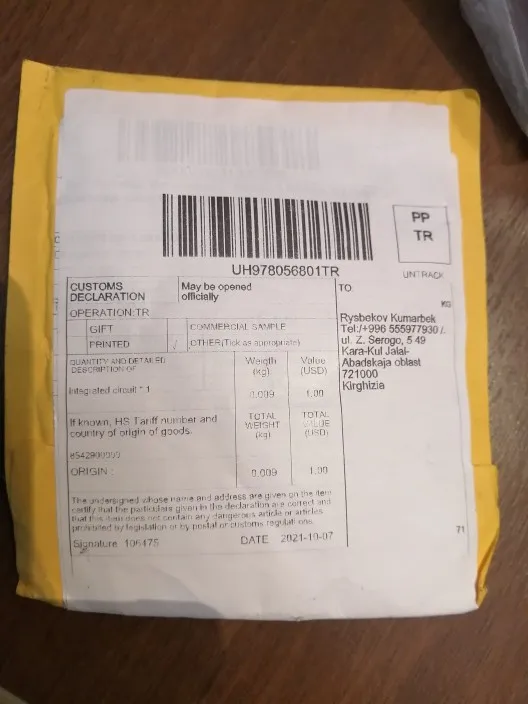 PP
TR
UH978056801TR
UNTRACK
CUSTOMS
DECLARATION
May be opened
officially
OPERATION:TR
GIFT
COMMERCIAL SAMPLE
PRINTED
/
OTHER(Tick as appropriate)
QUANTITY AND DETAILED
DESCRIPTION OF
Weigth
(kg)
Value
(USD)
Integrated circuit * 1
0.009
1.00
If known, HS Tariff number and
country of origin of goods.
TOTAL
WEIGHT
(kg)
TOTAL
VALUE
(USD)
8542900000
ORIGIN :
0.009
1.00
The undersigned whose name and address are given on the item
certify that the particulars given in the declaration are correct and
that the item does not contain any dangerous article or articles
prohibited by legislation or by postal or customs regulations.
Signature 106475
DATE 2021-10-07
TO
KG
Rysbekov Kumarbek
Tel:/+996 555977930 /.
ul. Z. Serogo, 5 49
Kara-Kul Jalal-
Abadskaja oblast
721000
Kirghizia
71